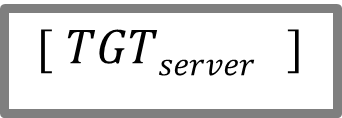 [ TGT_server ]